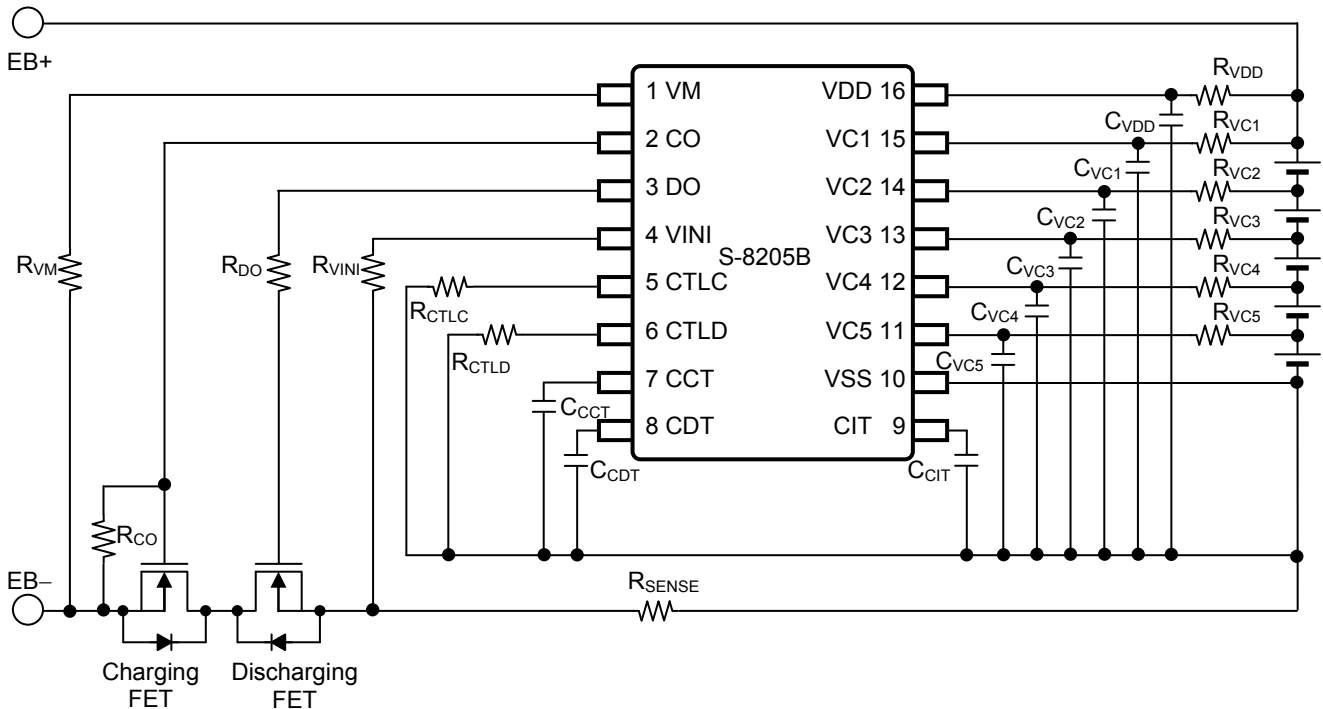 EB+
1 VM
2 CO
3 DO
4 VINI
5 CTLC
6 CTLD
7 CCT
8 CDT
S-8205B
VDD 16
VC1 15
VC2 14
VC3 13
VC4 12
VC5 11
VSS 10
CIT 9
RVDD
RVC1
RVC2
RVC3
RVC4
RVC5
CVDD
CVC1
CVC2
CVC3
CVC4
CVC5
RVM
RDO
RVINI
RCTLC
RCTLD
CCCT
CCDT
CCIT
RCO
EB−
RSENSE
Charging
FET
Discharging
FET